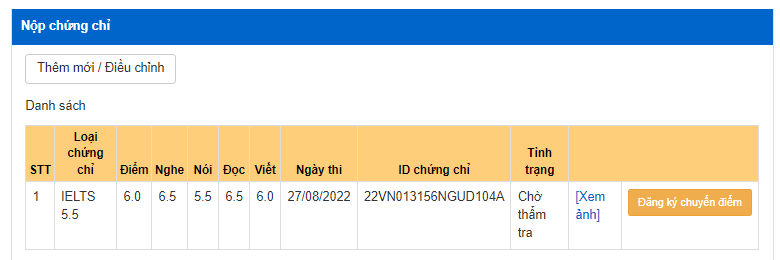 Nộp chứng chỉ
Thêm mới / Điều chỉnh
Danh sách
STT Loại chứng chỉ Điểm Nghe Nói Đọc Viết Ngày thi ID chứng chỉ Tình trạng
1 IELTS 5.5 6.0 6.5 5.5 6.5 6.0 27/08/2022 22VN013156NGUD104A Chờ thẩm tra [Xem ảnh] Đăng ký chuyển điểm